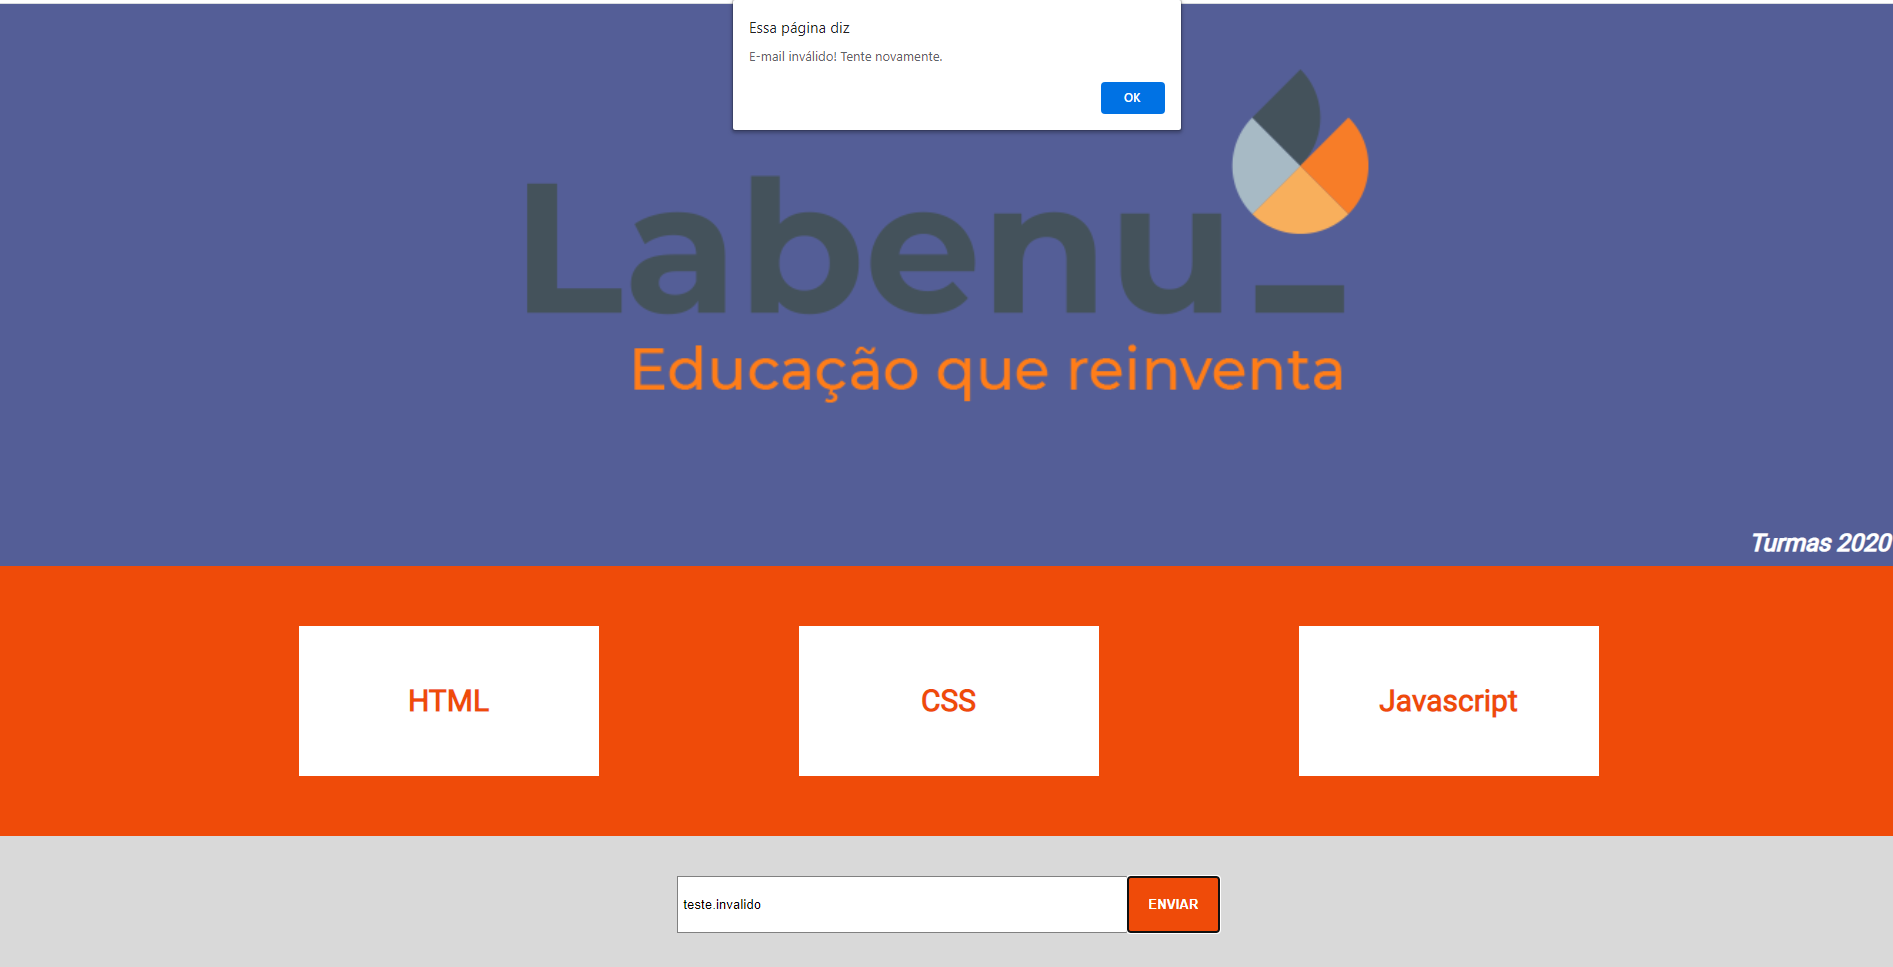 Essa página diz
E-mail inválido! Tente novamente.
OK
Labenu_
Educação que reinventa
Turmas 2020
HTML
CSS
Javascript
teste.invalido
ENVIAR